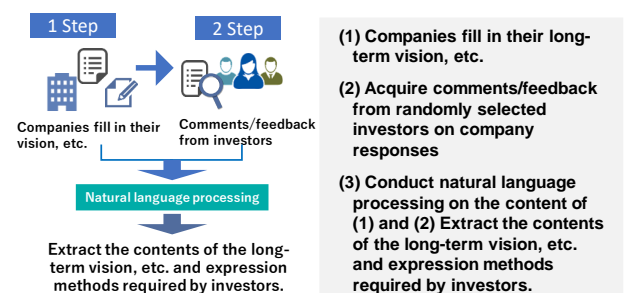 1 Step
2 Step
Companies fill in their
vision, etc.
Comments/feedback
from investors
Natural language processing
Extract the contents of the long-
term vision, etc. and expression
methods required by investors.
(1) Companies fill in their long-
term vision, etc.
(2) Acquire comments/feedback
from randomly selected
investors on company
responses
(3) Conduct natural language
processing on the content of
(1) and (2) Extract the contents
of the long-term vision, etc.
and expression methods
required by investors.